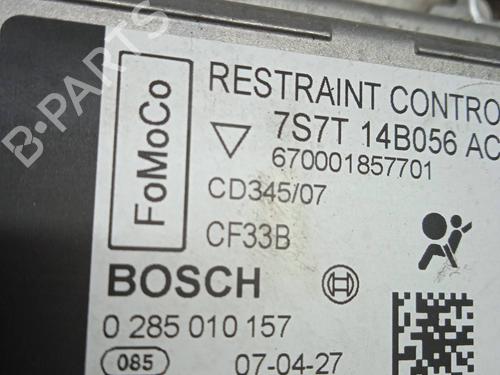 B-PARTS
FoMoCo
RESTRAINT CONTRO
7S7T 14B056 AC
670001857701
CD345/07
CF33B
BOSCH
0 285 010 157
085 07-04-27